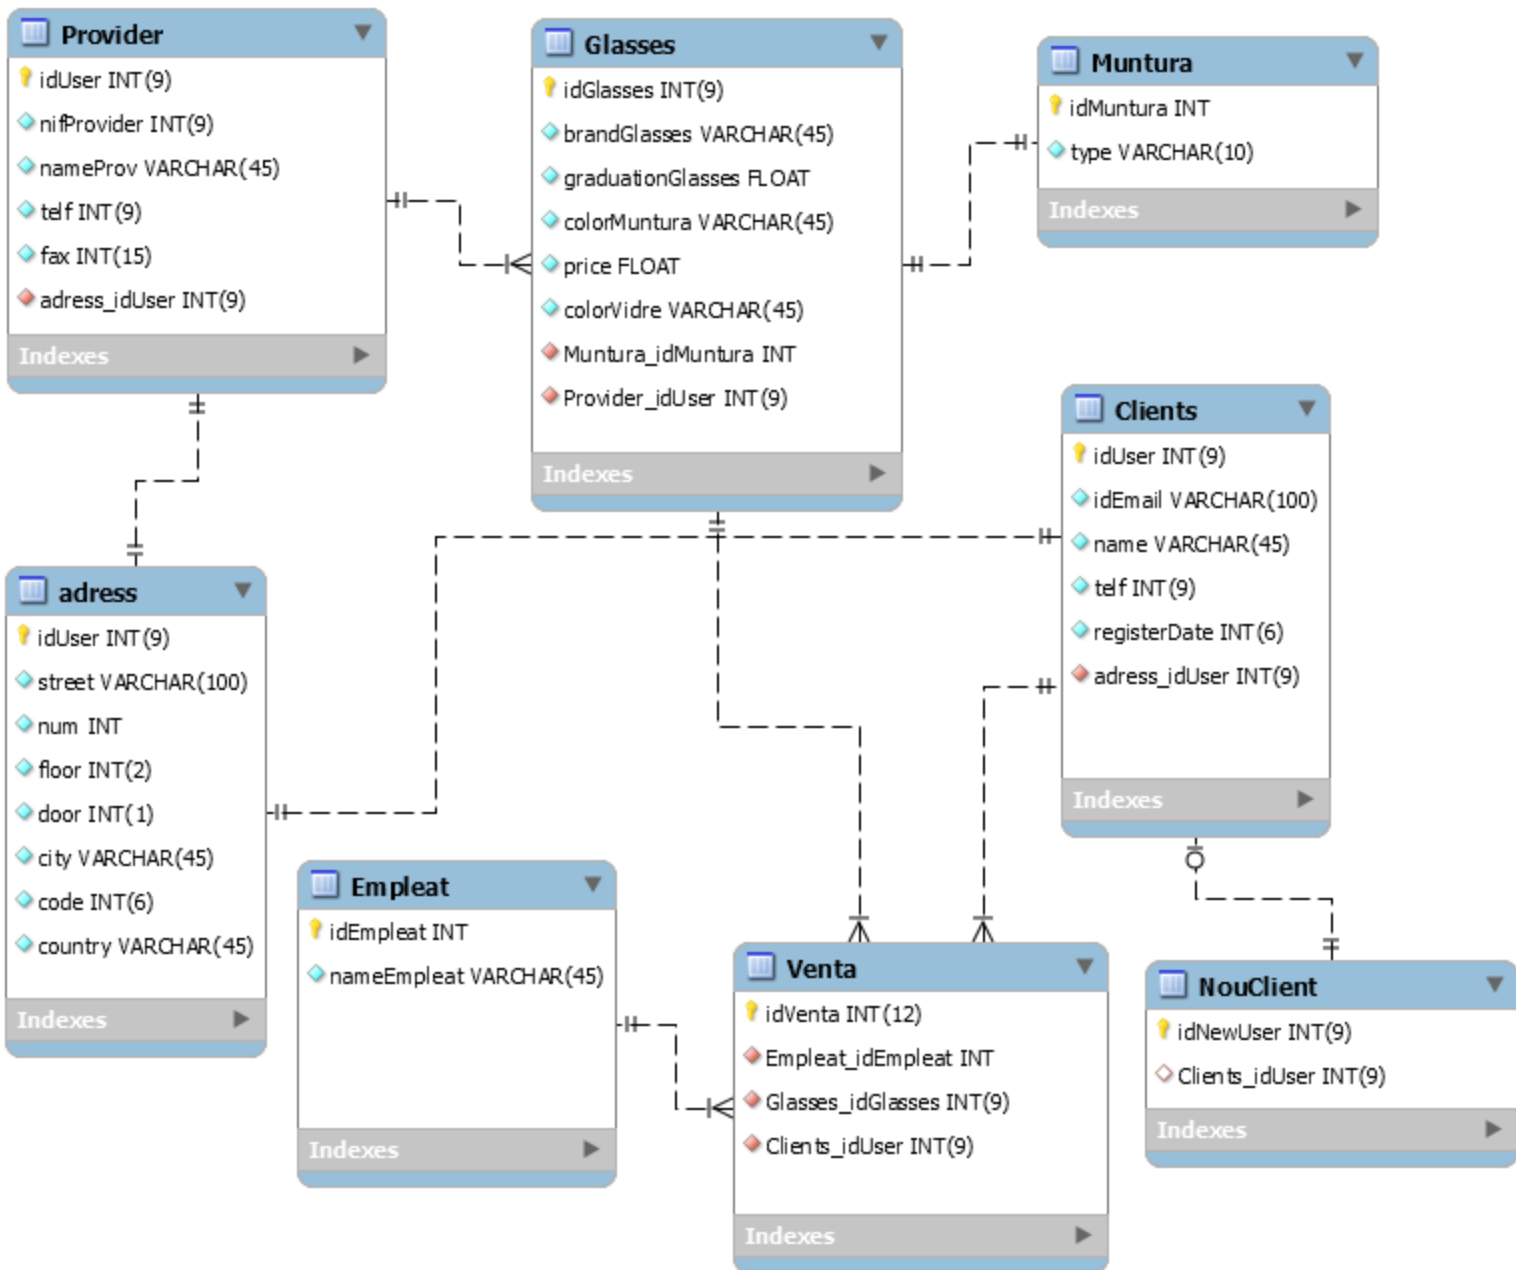 Provider
idUser INT(9)
nifProvider INT(9)
nameProv VARCHAR(45)
telf INT(9)
fax INT(15)
adress_idUser INT(9)
Indexes
Glasses
idGlasses INT(9)
brandGlasses VARCHAR(45)
graduationGlasses FLOAT
colorMuntura VARCHAR(45)
price FLOAT
colorVidre VARCHAR(45)
Muntura_idMuntura INT
Provider_idUser INT(9)
Indexes
Muntura
idMuntura INT
type VARCHAR(10)
Indexes
Clients
idUser INT(9)
idEmail VARCHAR(100)
name VARCHAR(45)
telf INT(9)
registerDate INT(6)
adress_idUser INT(9)
Indexes
adress
idUser INT(9)
street VARCHAR(100)
num INT
floor INT(2)
door INT(1)
city VARCHAR(45)
code INT(6)
country VARCHAR(45)
Indexes
Empleat
idEmpleat INT
nameEmpleat VARCHAR(45)
Indexes
Venta
idVenta INT(12)
Empleat_idEmpleat INT
Glasses_idGlasses INT(9)
Clients_idUser INT(9)
Indexes
NouClient
idNewUser INT(9)
Clients_idUser INT(9)
Indexes